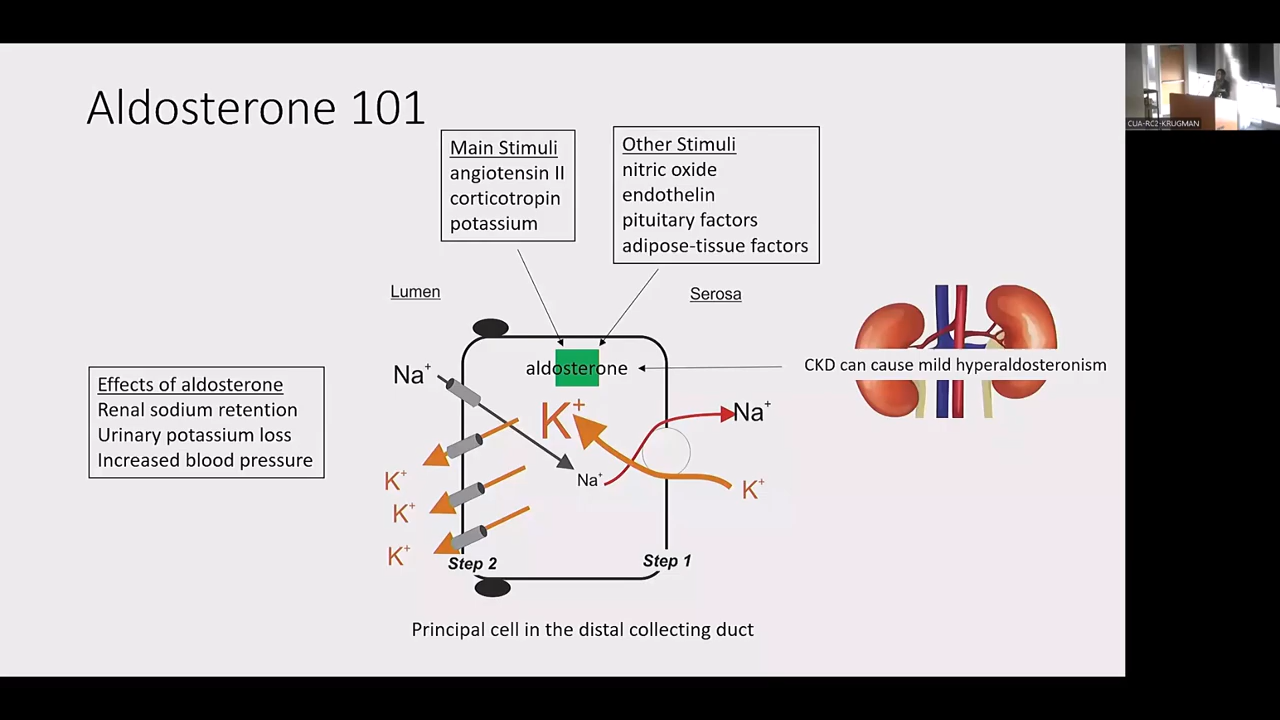 Aldosterone 101
Main Stimuli
angiotensin II
corticotropin
potassium
Other Stimuli
nitric oxide
endothelin
pituitary factors
adipose-tissue factors
Lumen
Serosa
Effects of aldosterone
Renal sodium retention
Urinary potassium loss
Increased blood pressure
Na⁺
aldosterone
CKD can cause mild hyperaldosteronism
K⁺
Na⁺
Na⁺
K⁺
K⁺
K⁺
K⁺
Step 2
Step 1
Principal cell in the distal collecting duct
CUA-RC2-KRUGMAN